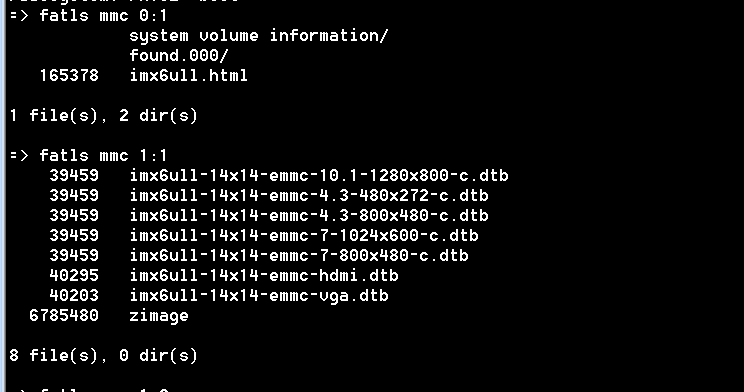 => fatls mmc 0:1
system volume information/
found.000/
165378 imx6ull.html
1 file(s), 2 dir(s)
=> fatls mmc 1:1
39459 imx6ull-14x14-emmc-10.1-1280x800-c.dtb
39459 imx6ull-14x14-emmc-4.3-480x272-c.dtb
39459 imx6ull-14x14-emmc-4.3-800x480-c.dtb
39459 imx6ull-14x14-emmc-7-1024x600-c.dtb
39459 imx6ull-14x14-emmc-7-800x480-c.dtb
40295 imx6ull-14x14-emmc-hdmi.dtb
40203 imx6ull-14x14-emmc-vga.dtb
6785480 zimage
8 file(s), 0 dir(s)